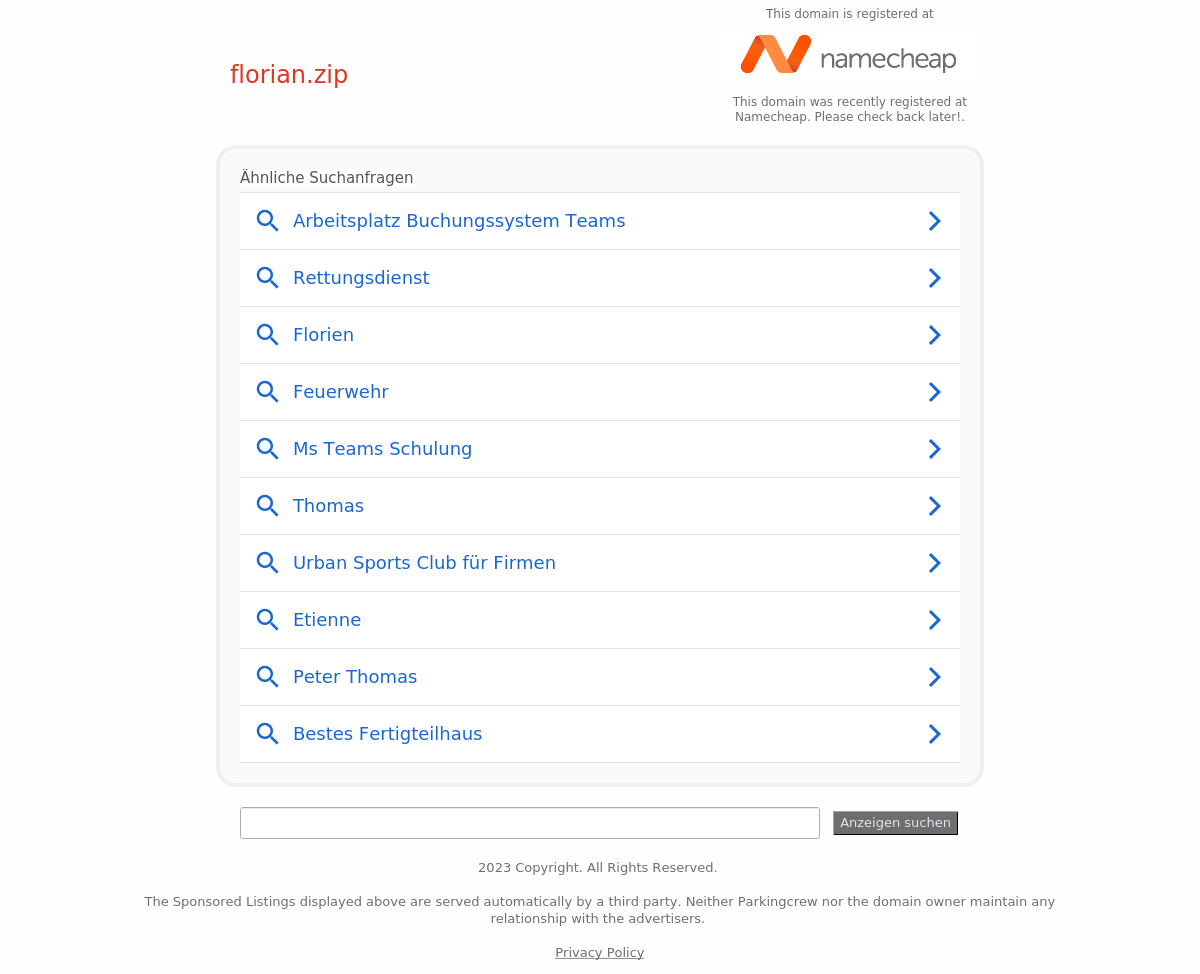 This domain is registered at
namecheap
florian.zip
This domain was recently registered at
Namecheap. Please check back later!.
Ähnliche Suchanfragen
Arbeitsplatz Buchungssystem Teams
Rettungsdienst
Florien
Feuerwehr
Ms Teams Schulung
Thomas
Urban Sports Club für Firmen
Etienne
Peter Thomas
Bestes Fertigteilhaus
Anzeigen suchen
2023 Copyright. All Rights Reserved.
The Sponsored Listings displayed above are served automatically by a third party. Neither Parkingcrew nor the domain owner maintain any
relationship with the advertisers.
Privacy Policy